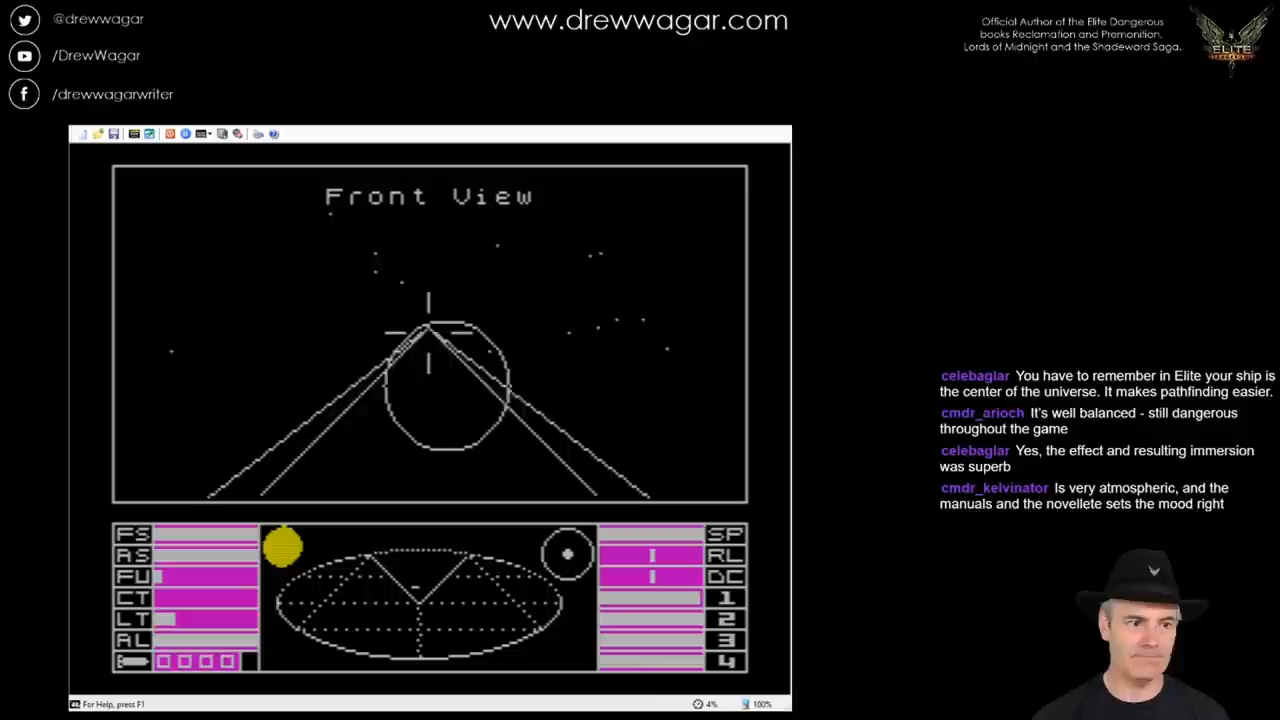 @drewwagar
/DrewWagar
/drewwagarwriter
www.drewwagar.com
Official Author of the Elite Dangerous
books Reclamation and Premonition,
Lords of Midnight and the Shadeward Saga.
ELITE
Front View
celebaglar You have to remember in Elite your ship is
the center of the universe. It makes pathfinding easier.
cmdr_arioch It's well balanced - still dangerous
throughout the game
celebaglar Yes, the effect and resulting immersion
was superb
cmdr_kelvinator Is very atmospheric, and the
manuals and the novellete sets the mood right
FS
AS
FU
CT
LT
AL
SP
RL
DC
1
2
3
4
For Help, press F1
4%
100%